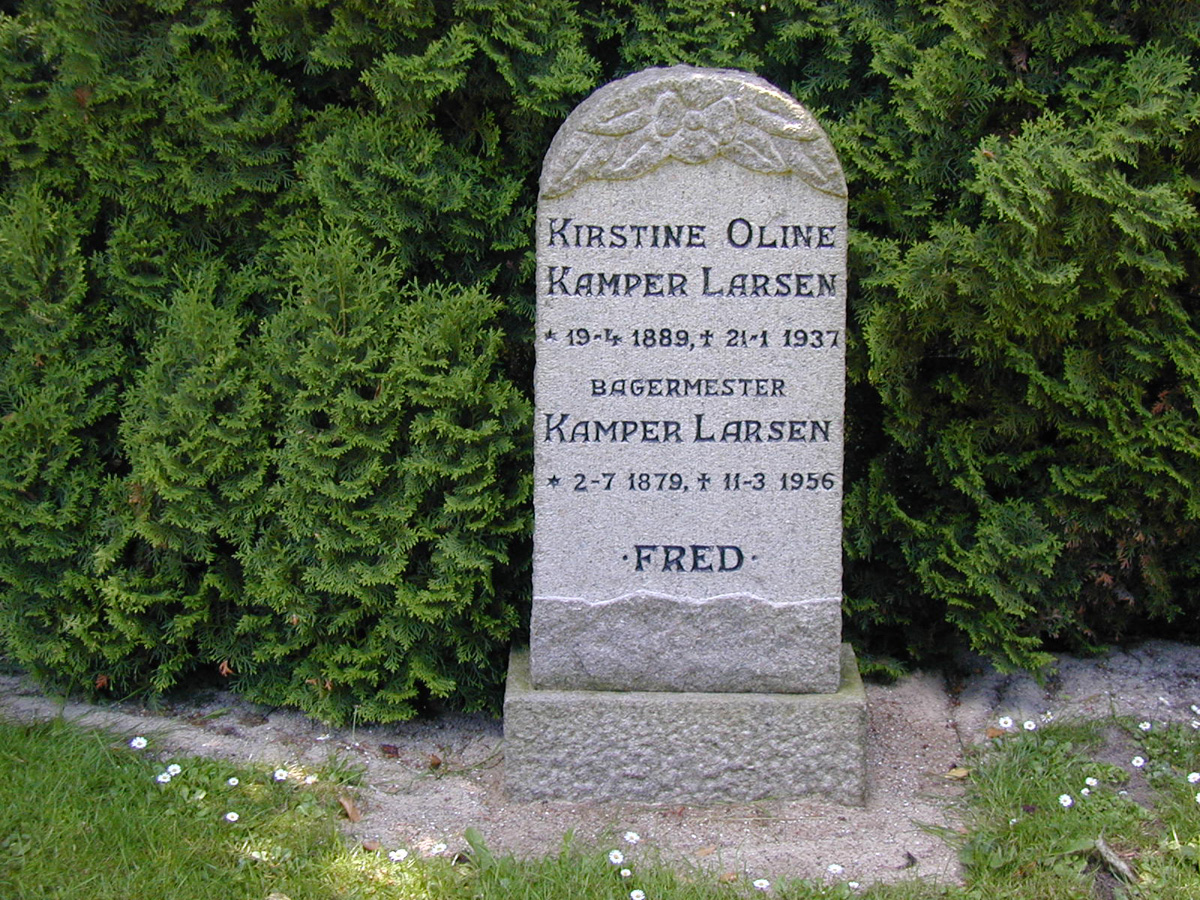 KIRSTINE OLINE
KAMPER LARSEN
* 19-4 1889, † 21-1 1937
BAGERMESTER
KAMPER LARSEN
* 2-7 1879, † 11-3 1956
·FRED·